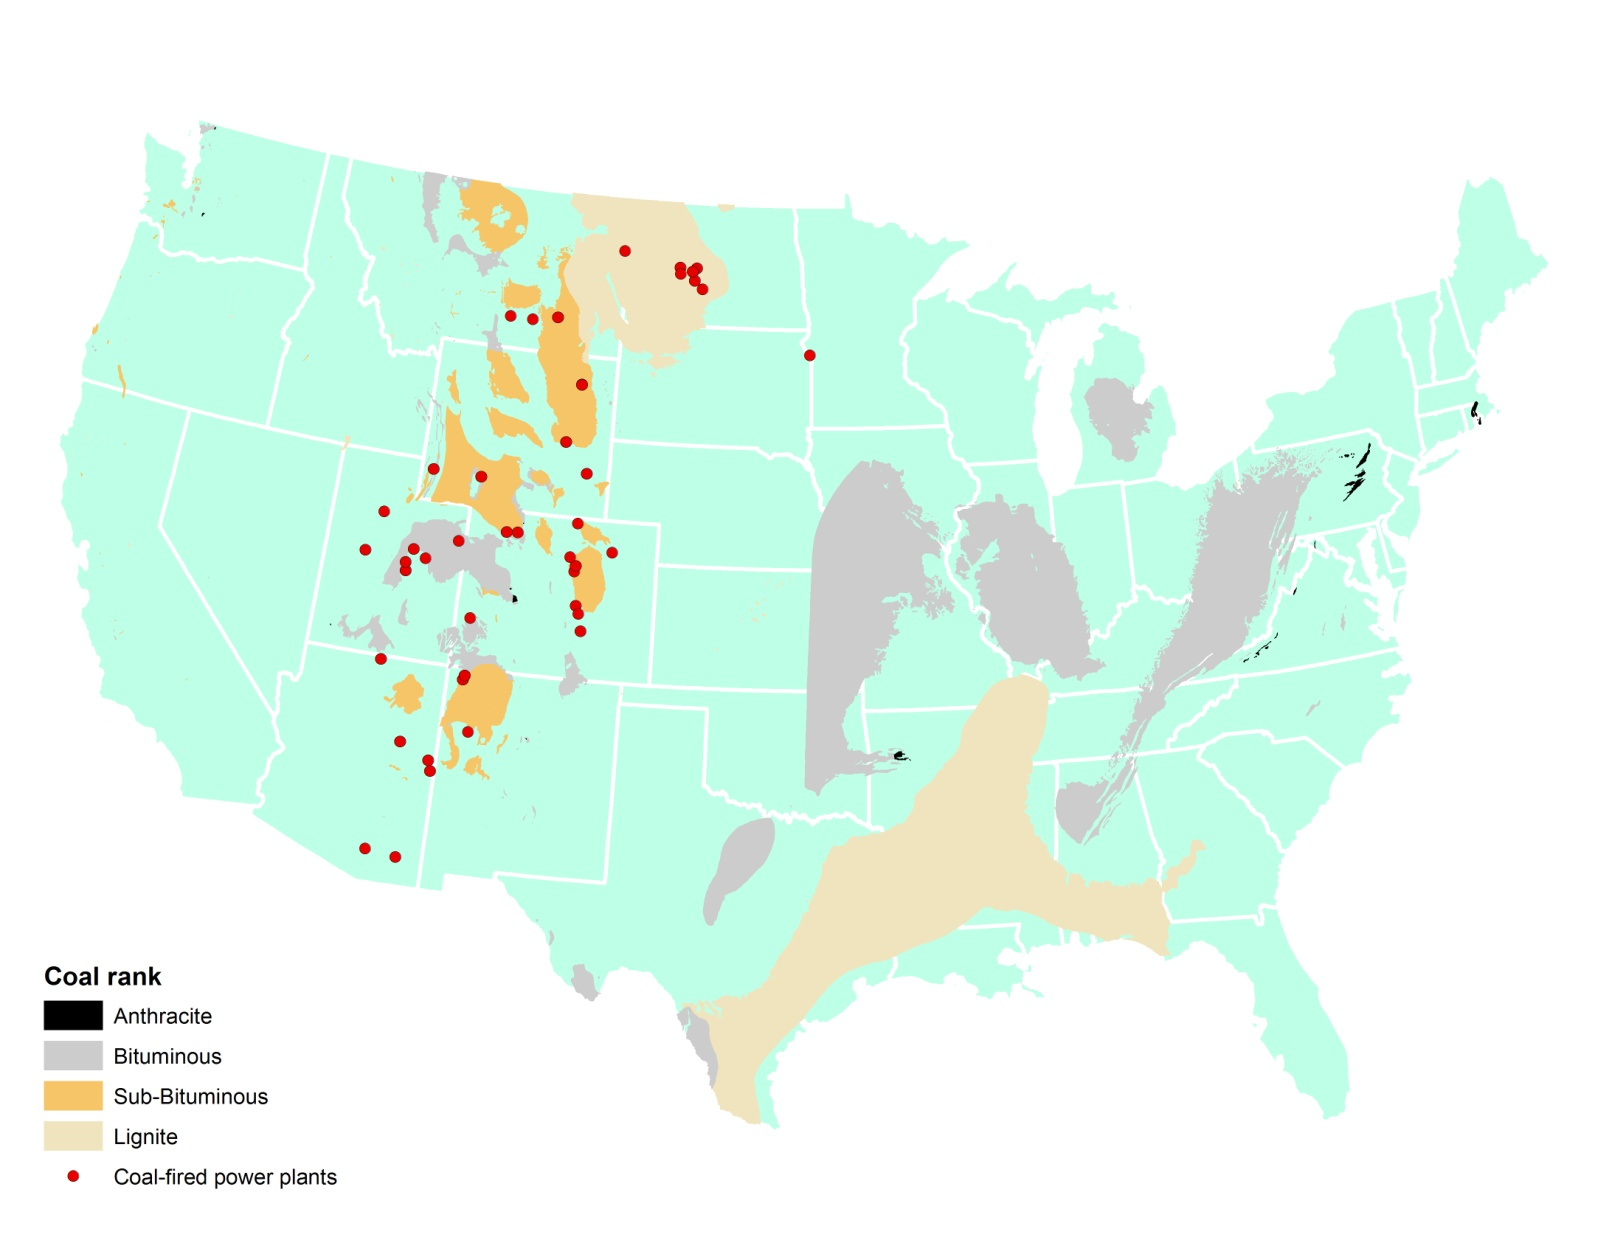 Coal rank
Anthracite
Bituminous
Sub-Bituminous
Lignite
Coal-fired power plants